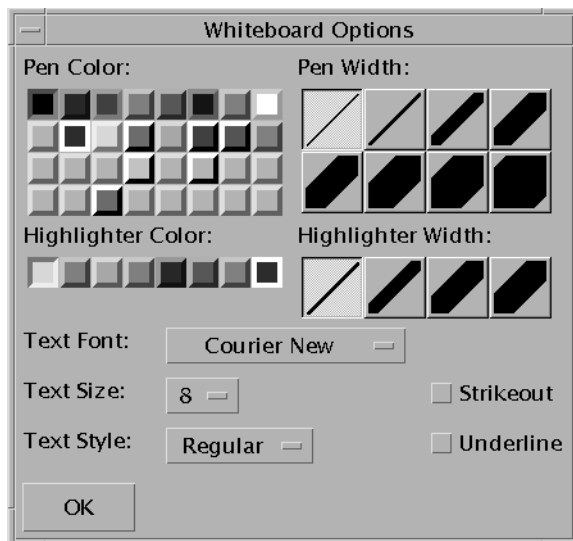 Whiteboard Options
Pen Color:
Pen Width:
Highlighter Color:
Highlighter Width:
Text Font: Courier New
Text Size: 8
Strikeout
Text Style: Regular
Underline
OK